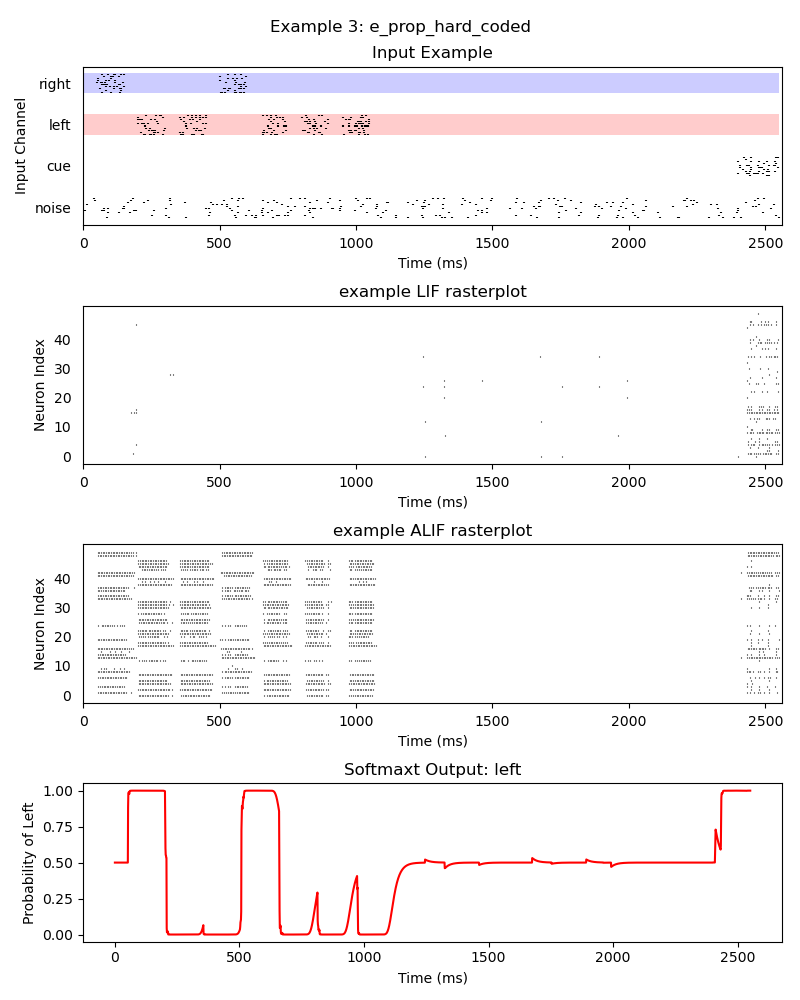 Example 3: e_prop_hard_coded
Input Example
Input Channel
right
left
cue
noise
0 500 1000 1500 2000 2500
Time (ms)
example LIF rasterplot
Neuron Index
40
30
20
10
0
0 500 1000 1500 2000 2500
Time (ms)
example ALIF rasterplot
Neuron Index
40
30
20
10
0
0 500 1000 1500 2000 2500
Time (ms)
Softmaxt Output: left
Probability of Left
1.00
0.75
0.50
0.25
0.00
0 500 1000 1500 2000 2500
Time (ms)